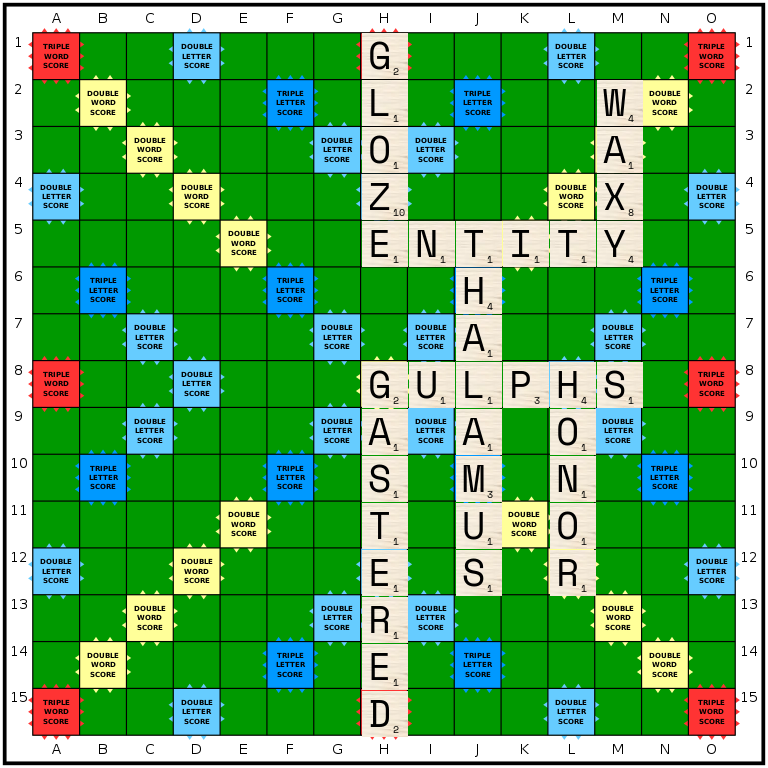 A B C D E F G H I J K L M N O
1 TRIPLE WORD SCORE DOUBLE LETTER SCORE G2 DOUBLE LETTER SCORE TRIPLE WORD SCORE 1
2 DOUBLE WORD SCORE TRIPLE LETTER SCORE L1 TRIPLE LETTER SCORE W4 DOUBLE WORD SCORE 2
3 DOUBLE WORD SCORE DOUBLE LETTER SCORE O1 DOUBLE LETTER SCORE A1 3
4 DOUBLE LETTER SCORE DOUBLE WORD SCORE Z10 DOUBLE WORD SCORE X8 DOUBLE LETTER SCORE 4
5 DOUBLE WORD SCORE E1 N1 T1 I1 T1 Y4 5
6 TRIPLE LETTER SCORE TRIPLE LETTER SCORE H4 TRIPLE LETTER SCORE 6
7 DOUBLE LETTER SCORE DOUBLE LETTER SCORE DOUBLE LETTER SCORE A1 DOUBLE LETTER SCORE 7
8 TRIPLE WORD SCORE DOUBLE LETTER SCORE G2 U1 L1 P3 H4 S1 TRIPLE WORD SCORE 8
9 DOUBLE LETTER SCORE DOUBLE LETTER SCORE A1 DOUBLE LETTER SCORE A1 O1 DOUBLE LETTER SCORE 9
10 TRIPLE LETTER SCORE TRIPLE LETTER SCORE S1 M3 N1 TRIPLE LETTER SCORE 10
11 DOUBLE WORD SCORE T1 U1 DOUBLE WORD SCORE O1 11
12 DOUBLE LETTER SCORE DOUBLE WORD SCORE E1 S1 R1 DOUBLE LETTER SCORE 12
13 DOUBLE WORD SCORE DOUBLE LETTER SCORE R1 DOUBLE LETTER SCORE DOUBLE WORD SCORE 13
14 DOUBLE WORD SCORE TRIPLE LETTER SCORE E1 TRIPLE LETTER SCORE DOUBLE WORD SCORE 14
15 TRIPLE WORD SCORE DOUBLE LETTER SCORE D2 DOUBLE LETTER SCORE TRIPLE WORD SCORE 15
A B C D E F G H I J K L M N O